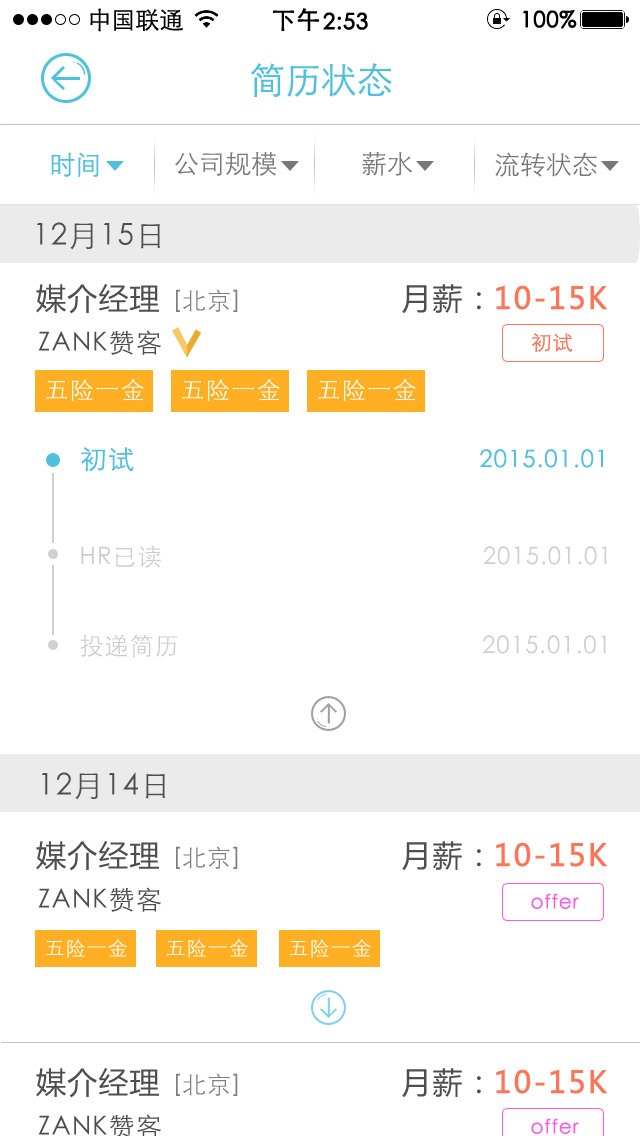 中国联通 下午2:53 100%
简历状态
时间 公司规模 薪水 流转状态
12月15日
媒介经理 [北京] 月薪：10-15K
ZANK赞客 初试
五险一金 五险一金 五险一金
初试 2015.01.01
HR已读 2015.01.01
投递简历 2015.01.01
12月14日
媒介经理 [北京] 月薪：10-15K
ZANK赞客 offer
五险一金 五险一金 五险一金
媒介经理 [北京] 月薪：10-15K
ZANK赞客 offer